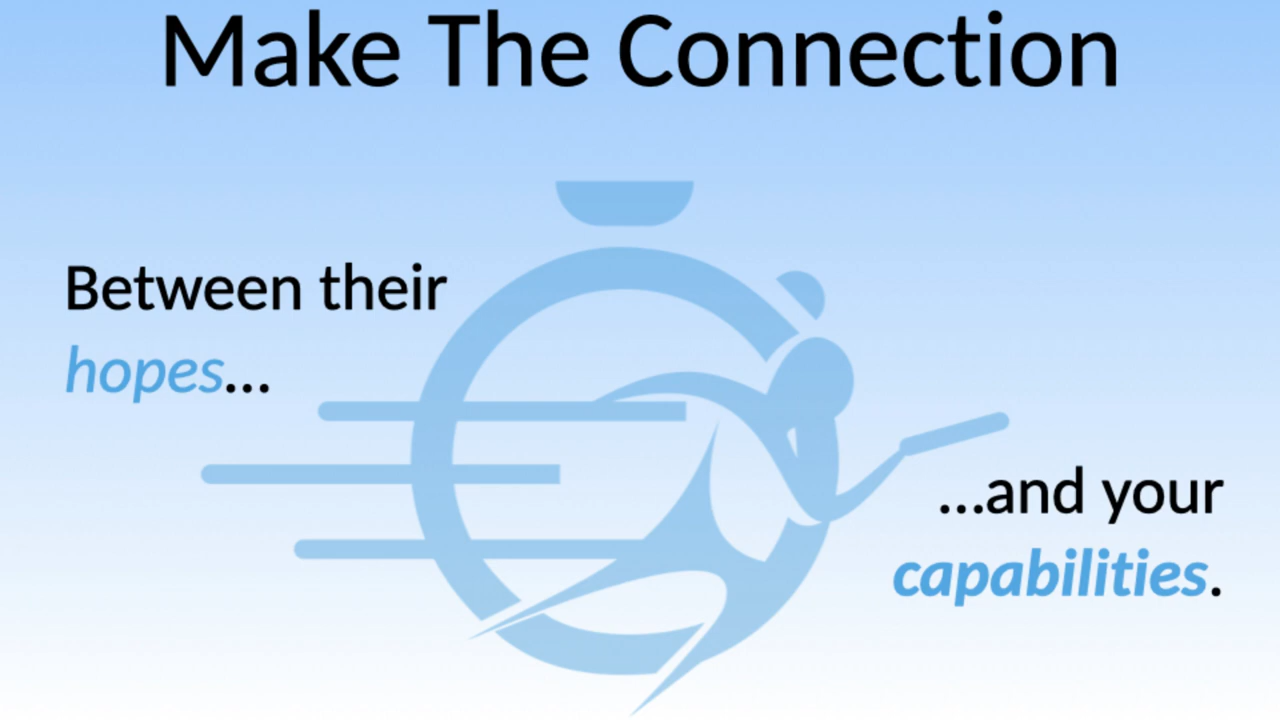 Make The Connection
Between their
hopes...
...and your
capabilities.